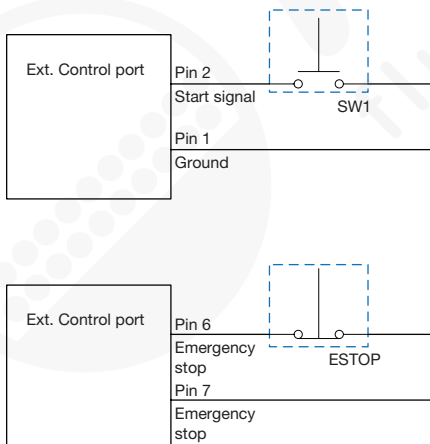 Ext. Control port
Pin 2
Start signal
SW1
Pin 1
Ground
Ext. Control port
Pin 6
Emergency
stop
ESTOP
Pin 7
Emergency
stop